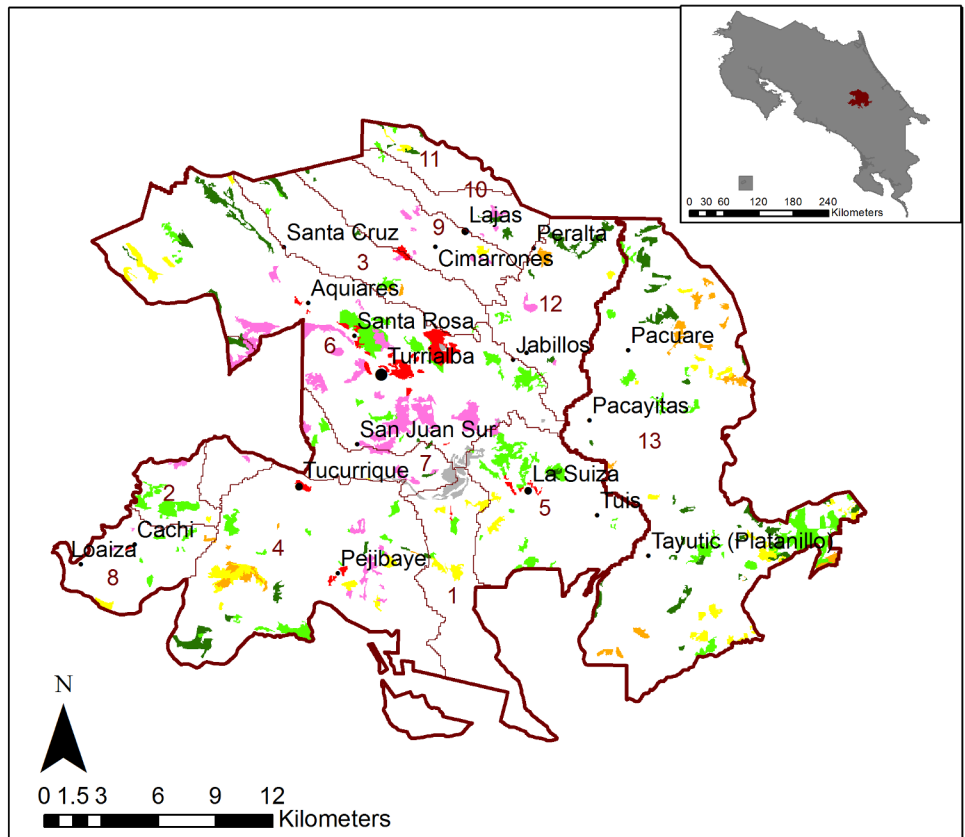 0 30 60 120 180 240
Kilometers
11
10
Lajas
9
Santa Cruz
Peralta
3
Cimarrones
Aquiares
12
Santa Rosa
6
Pacuare
Jabillos
Turrialba
Pacayitas
13
San Juan Sur
7
Tucurrique
La Suiza
2
5
Tuis
Cachi
4
Tayutic (Platanillo)
Loaiza
Pejibaye
8
1
N
0 1.5 3 6 9 12
Kilometers